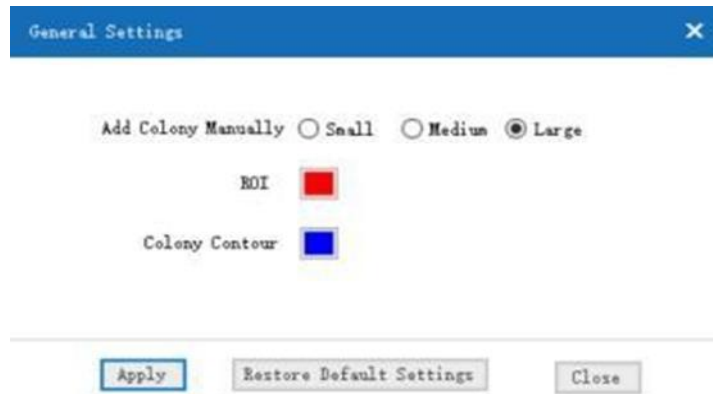 General Settings
Add Colony Manually Small Medium Large
ROI
Colony Contour
Apply Restore Default Settings Close